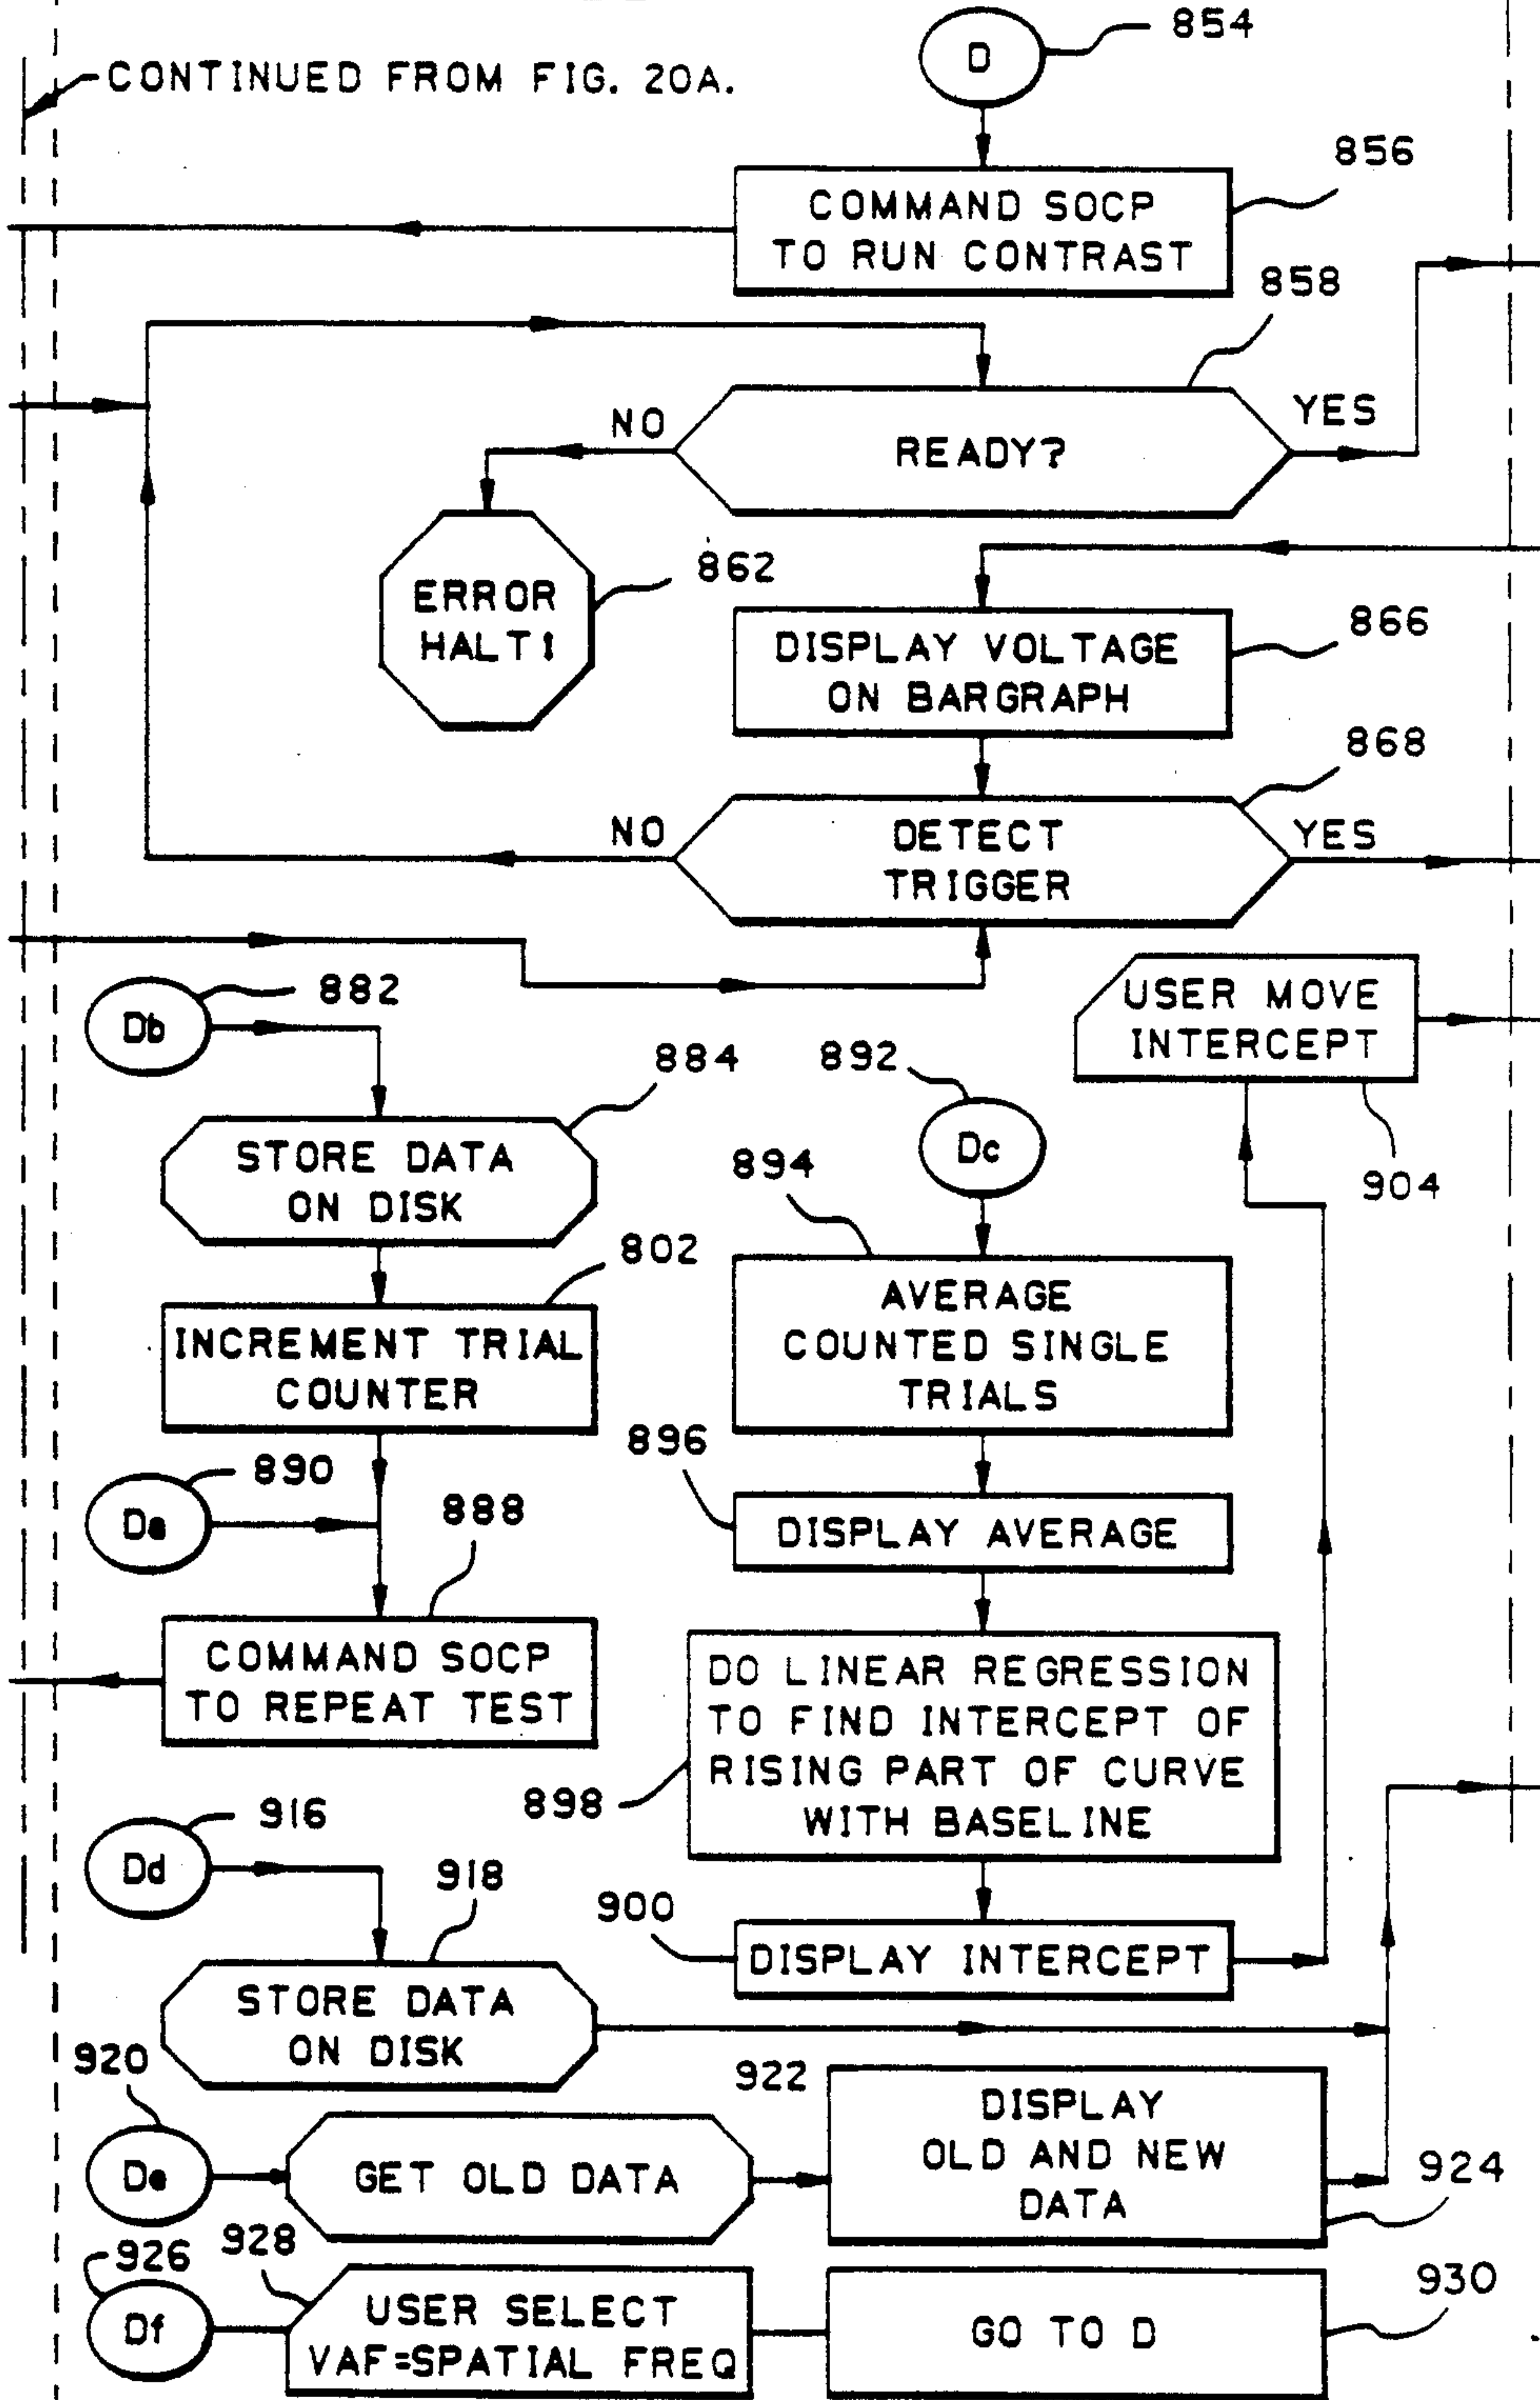 D
854
CONTINUED FROM FIG. 20A.
856
COMMAND SOCP
TO RUN CONTRAST
858
NO
YES
READY?
862
ERROR
HALT!
866
DISPLAY VOLTAGE
ON BARGRAPH
868
NO
YES
DETECT
TRIGGER
882
Db
USER MOVE
INTERCEPT
904
884
STORE DATA
ON DISK
802
INCREMENT TRIAL
COUNTER
890
Da
888
COMMAND SOCP
TO REPEAT TEST
892
Dc
894
AVERAGE
COUNTED SINGLE
TRIALS
896
DISPLAY AVERAGE
DO LINEAR REGRESSION
TO FIND INTERCEPT OF
RISING PART OF CURVE
WITH BASELINE
898
900
DISPLAY INTERCEPT
916
Dd
918
STORE DATA
ON DISK
920
De
GET OLD DATA
922
DISPLAY
OLD AND NEW
DATA
924
926
Df
928
USER SELECT
VAF=SPATIAL FREQ
GO TO D
930